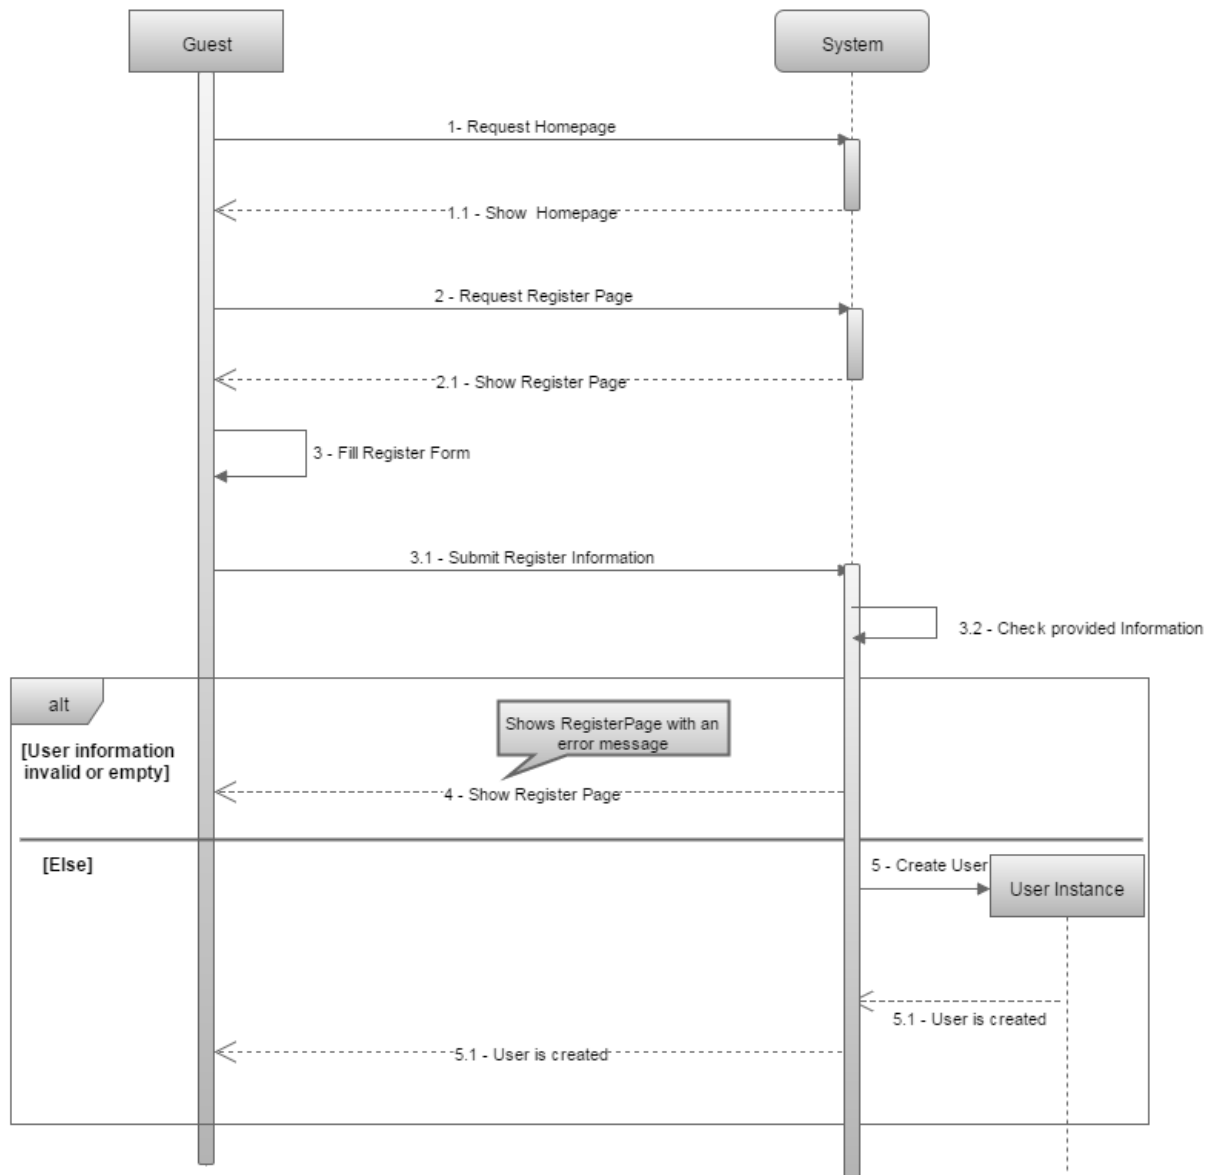 Guest
System
1- Request Homepage
1.1 - Show Homepage
2 - Request Register Page
2.1 - Show Register Page
3 - Fill Register Form
3.1 - Submit Register Information
3.2 - Check provided Information
alt
[User information
invalid or empty]
Shows RegisterPage with an
error message
4 - Show Register Page
[Else]
5 - Create User
User Instance
5.1 - User is created
5.1 - User is created